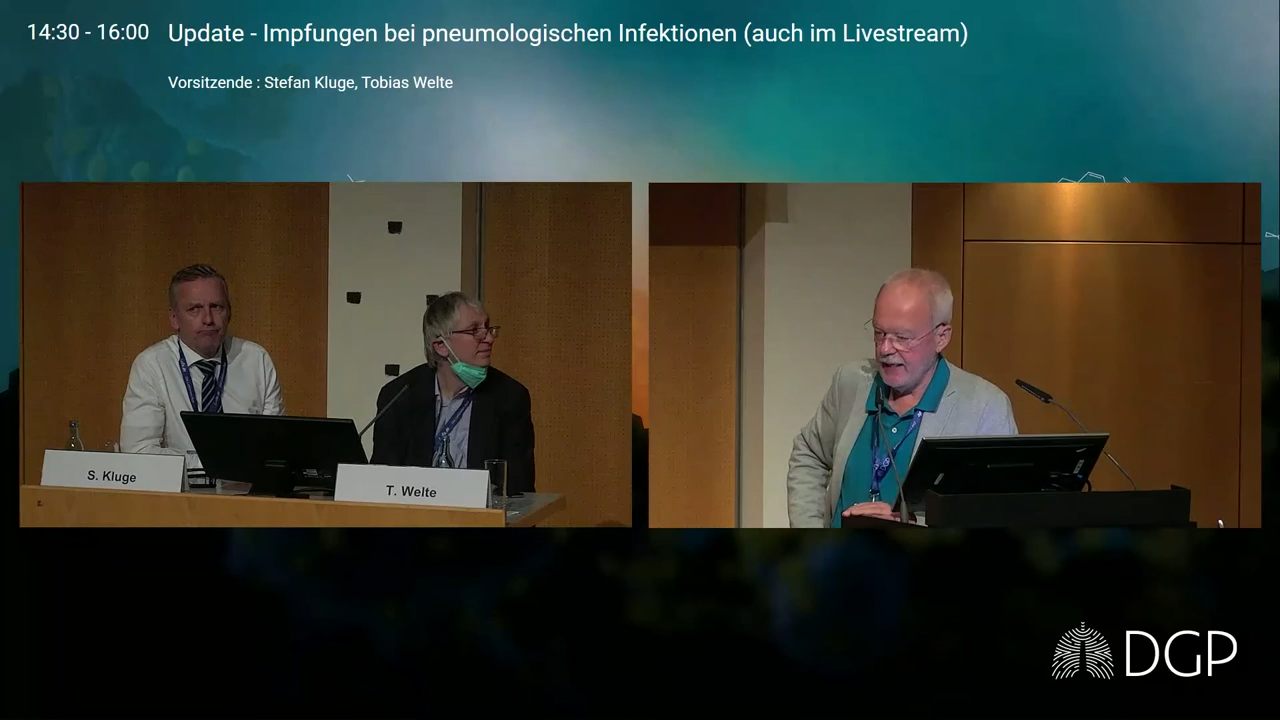 14:30 - 16:00 Update - Impfungen bei pneumologischen Infektionen (auch im Livestream)
Vorsitzende : Stefan Kluge, Tobias Welte
S. Kluge
T. Welte
DGP